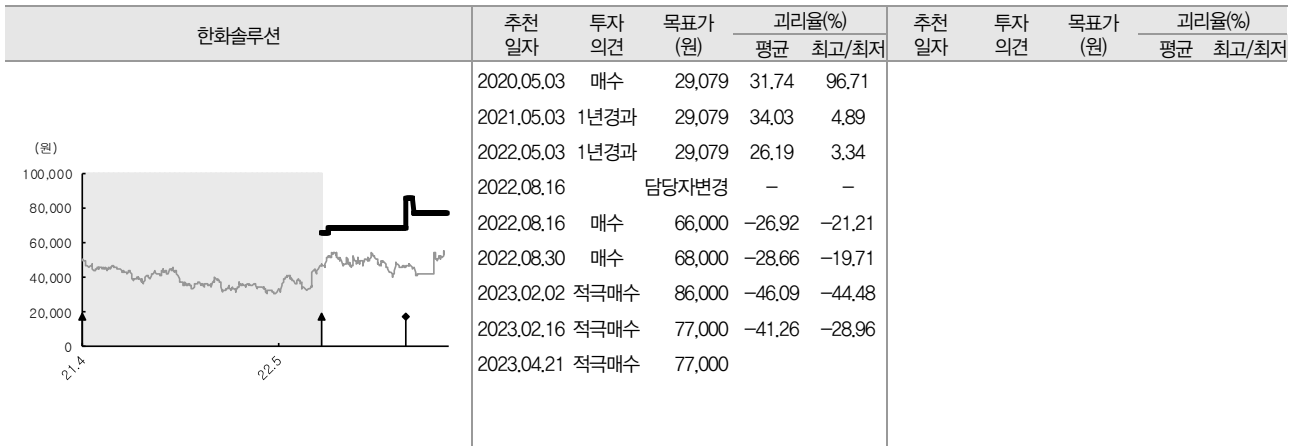 한화솔루션
추천 일자 투자 의견 목표가 (원) 괴리율(%) 평균 최고/최저
추천 일자 투자 의견 목표가 (원) 괴리율(%) 평균 최고/최저
(원)
100,000
80,000
60,000
40,000
20,000
0
21.4
22.5
2020.05.03 매수 29,079 31.74 96.71
2021.05.03 1년경과 29,079 34.03 4.89
2022.05.03 1년경과 29,079 26.19 3.34
2022.08.16 담당자변경 – –
2022.08.16 매수 66,000 –26.92 –21.21
2022.08.30 매수 68,000 –28.66 –19.71
2023.02.02 적극매수 86,000 –46.09 –44.48
2023.02.16 적극매수 77,000 –41.26 –28.96
2023.04.21 적극매수 77,000